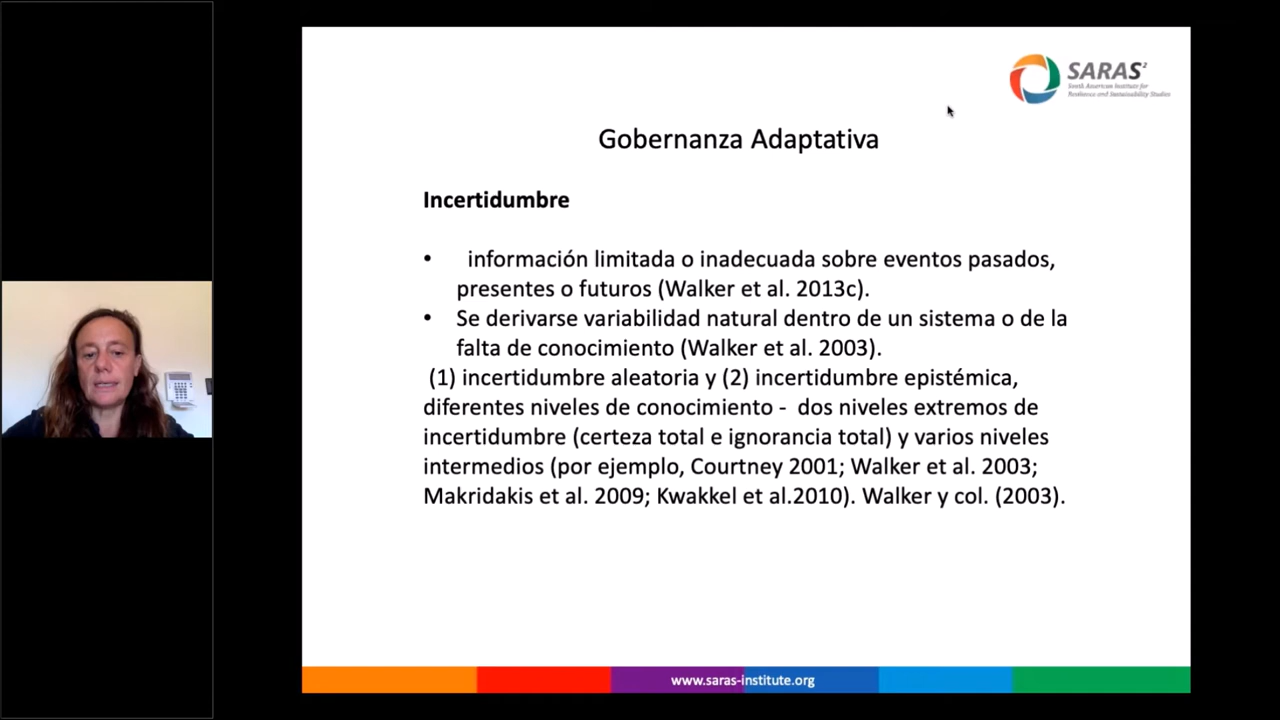 SARAS²
South American Institute for
Resilience and Sustainability Studies
Gobernanza Adaptativa
Incertidumbre
• información limitada o inadecuada sobre eventos pasados,
presentes o futuros (Walker et al. 2013c).
• Se derivarse variabilidad natural dentro de un sistema o de la
falta de conocimiento (Walker et al. 2003).
(1) incertidumbre aleatoria y (2) incertidumbre epistémica,
diferentes niveles de conocimiento - dos niveles extremos de
incertidumbre (certeza total e ignorancia total) y varios niveles
intermedios (por ejemplo, Courtney 2001; Walker et al. 2003;
Makridakis et al. 2009; Kwakkel et al.2010). Walker y col. (2003).
www.saras-institute.org